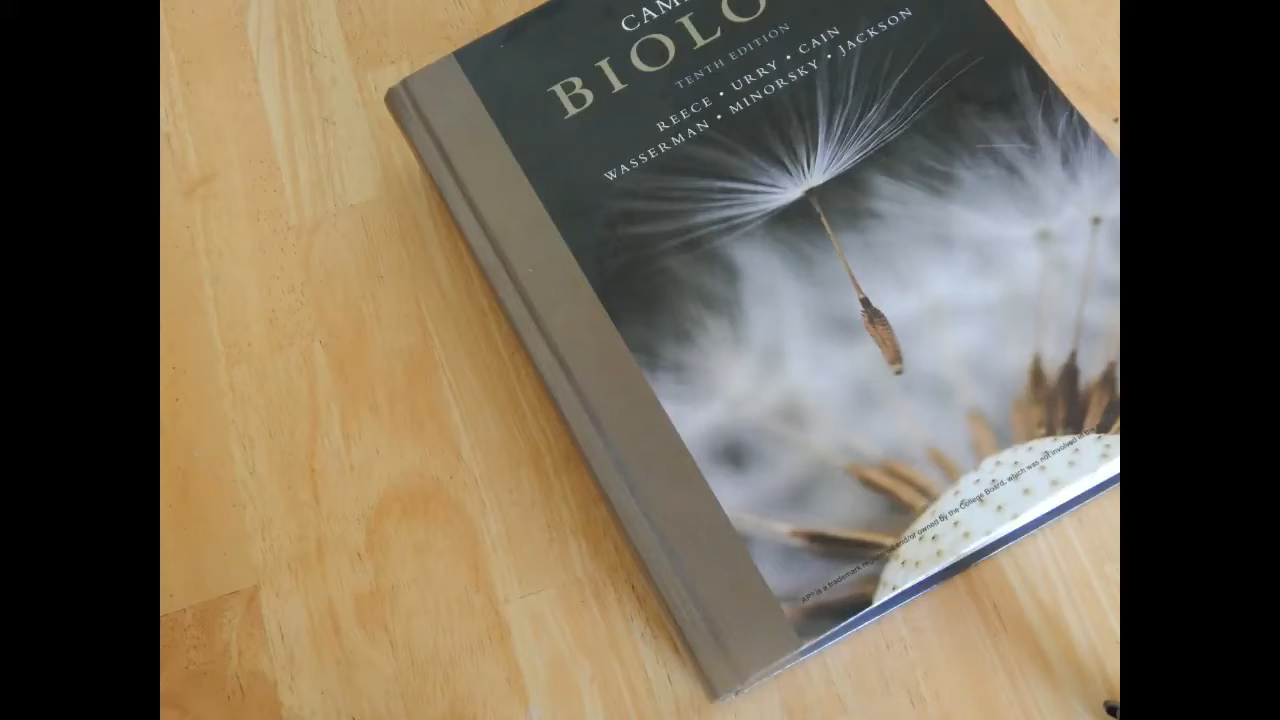 CAM
BIOLO
TENTH EDITION
REECE • URRY • CAIN
WASSERMAN • MINORSKY • JACKSON
AP® is a trademark and/or owned by the College Board, which was not involved in the